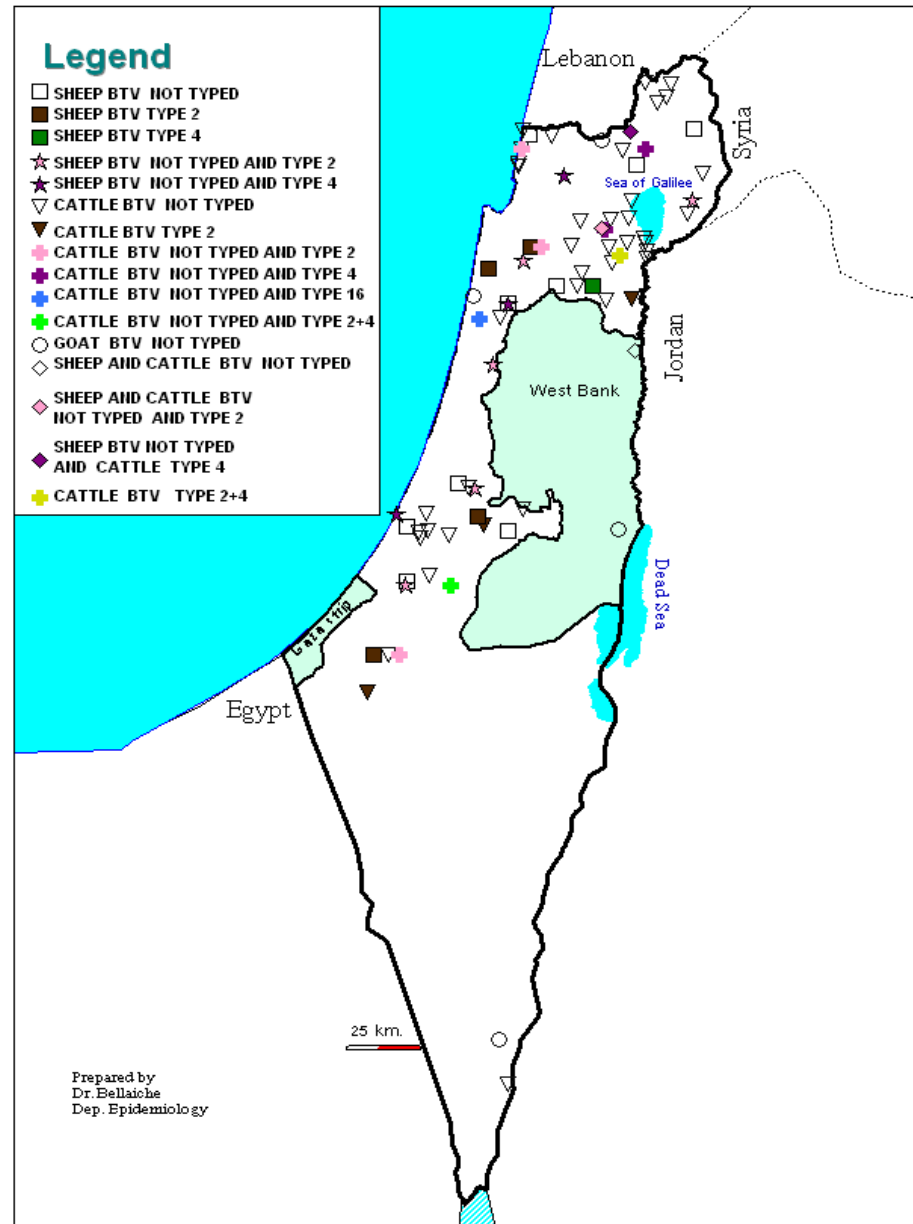 Legend
SHEEP BTV NOT TYPED
SHEEP BTV TYPE 2
SHEEP BTV TYPE 4
SHEEP BTV NOT TYPED AND TYPE 2
SHEEP BTV NOT TYPED AND TYPE 4
CATTLE BTV NOT TYPED
CATTLE BTV TYPE 2
CATTLE BTV NOT TYPED AND TYPE 2
CATTLE BTV NOT TYPED AND TYPE 4
CATTLE BTV NOT TYPED AND TYPE 16
CATTLE BTV NOT TYPED AND TYPE 2+4
GOAT BTV NOT TYPED
SHEEP AND CATTLE BTV NOT TYPED
SHEEP AND CATTLE BTV
NOT TYPED AND TYPE 2
SHEEP BTV NOT TYPED
AND CATTLE TYPE 4
CATTLE BTV TYPE 2+4
Lebanon
Syria
Sea of Galilee
Jordan
West Bank
Dead Sea
Gaza strip
Egypt
25 km.
Prepared by
Dr. Bellaiche
Dep. Epidemiology